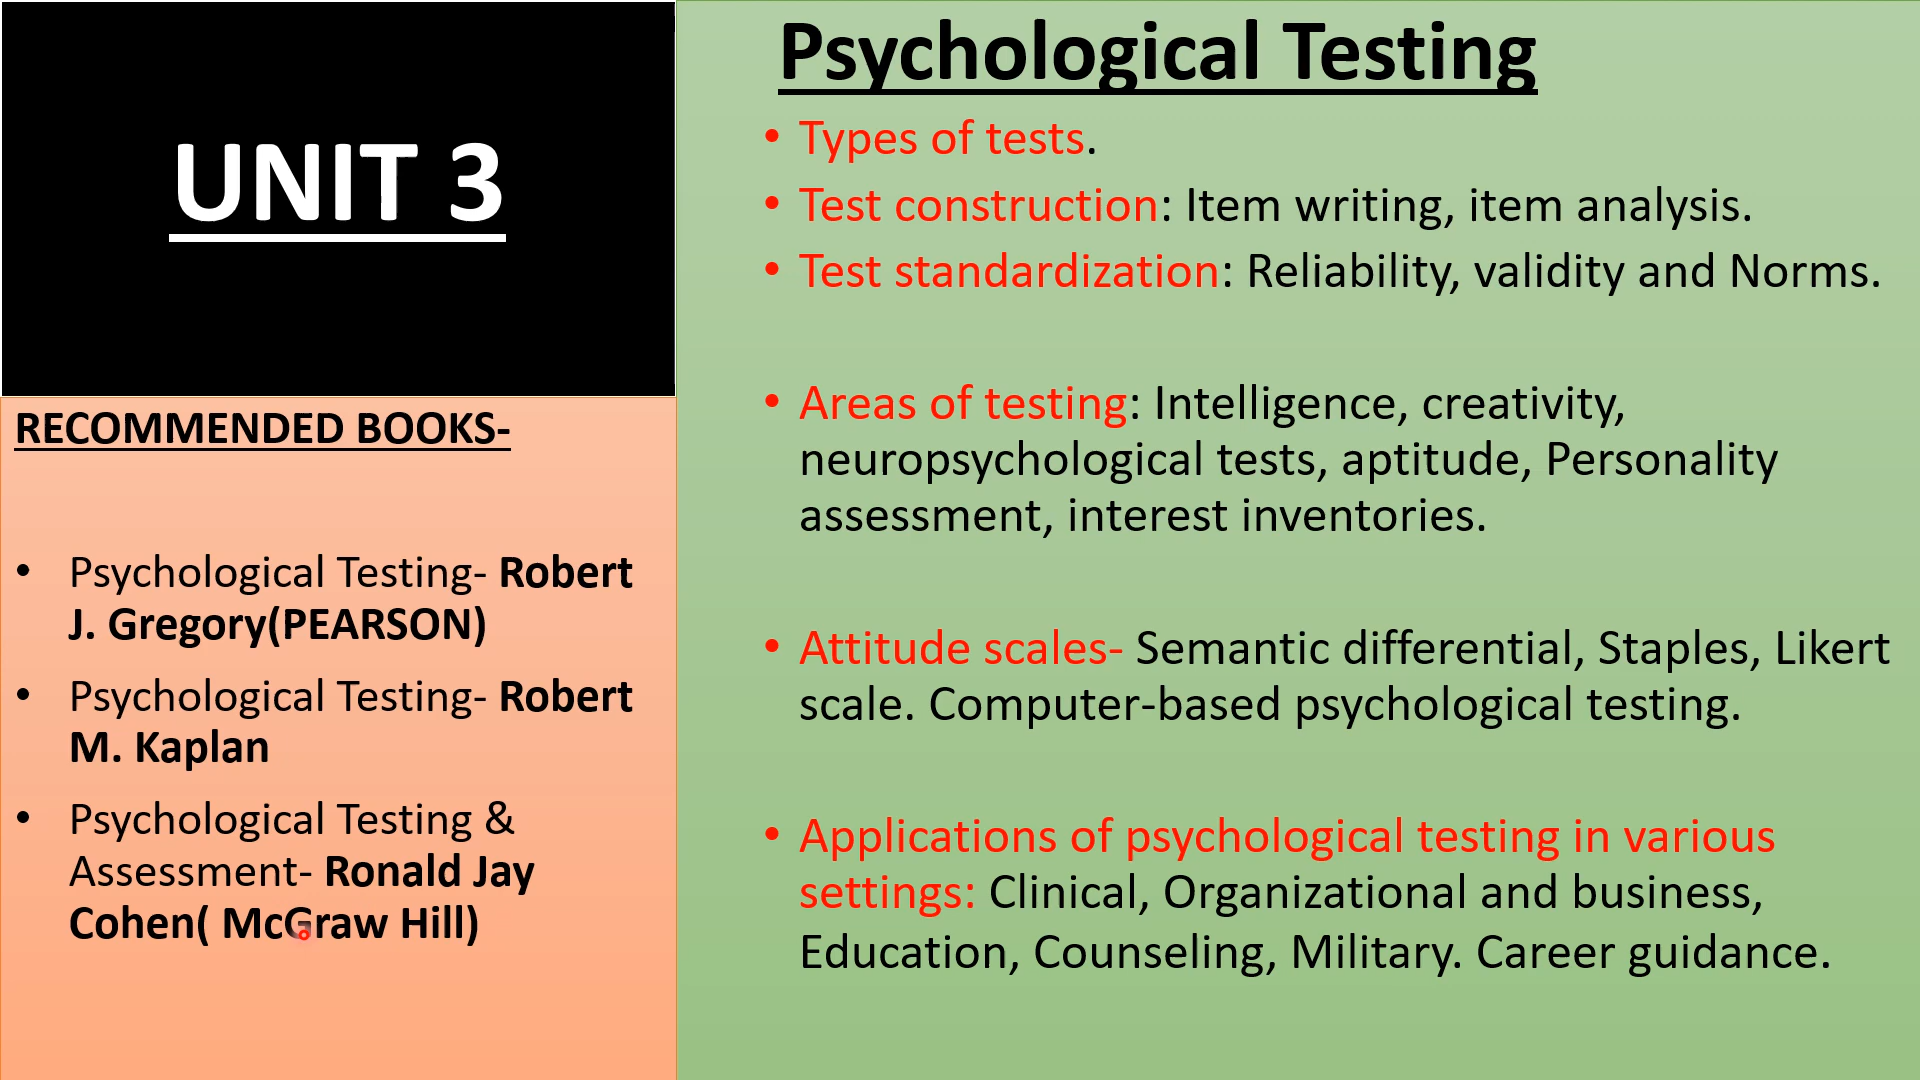 UNIT 3
RECOMMENDED BOOKS-
• Psychological Testing- Robert
J. Gregory(PEARSON)
• Psychological Testing- Robert
M. Kaplan
• Psychological Testing &
Assessment- Ronald Jay
Cohen( McGraw Hill)
Psychological Testing
• Types of tests.
• Test construction: Item writing, item analysis.
• Test standardization: Reliability, validity and Norms.
• Areas of testing: Intelligence, creativity,
neuropsychological tests, aptitude, Personality
assessment, interest inventories.
• Attitude scales- Semantic differential, Staples, Likert
scale. Computer-based psychological testing.
• Applications of psychological testing in various
settings: Clinical, Organizational and business,
Education, Counseling, Military. Career guidance.